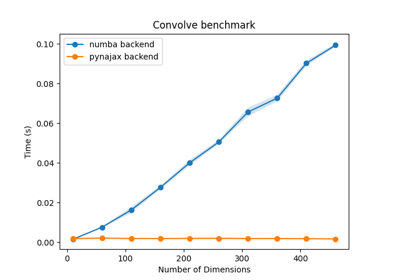 Convolve benchmark
numba backend
pynajax backend
Time (s)
0.10
0.08
0.06
0.04
0.02
0.00
0
100
200
300
400
Number of Dimensions